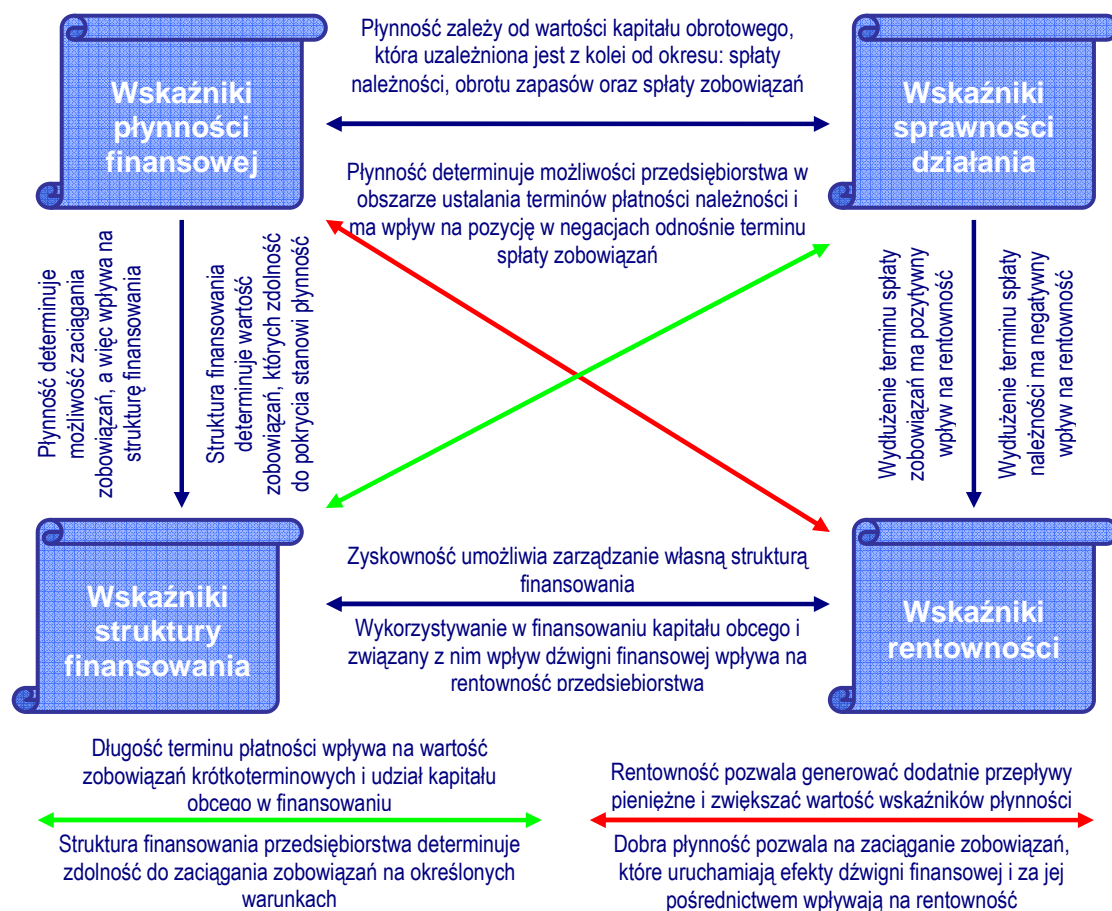 Wskaźniki
płynności
finansowej
Płynność zależy od wartości kapitału obrotowego,
która uzależniona jest z kolei od okresu: spłaty
należności, obrotu zapasów oraz spłaty zobowiązań
Wskaźniki
sprawności
działania
Płynność determinuje możliwości przedsiębiorstwa w
obszarze ustalania terminów płatności należności i
ma wpływ na pozycję w negacjach odnośnie terminu
spłaty zobowiązań
Płynność determinuje
możliwość zaciągania
zobowiązań, a więc wpływa na
strukturę finansowania
Struktura finansowania
determinuje wartość
zobowiązań, których zdolność
do pokrycia stanowi płynność
Wydłużenie terminu spłaty
zobowiązań ma pozytywny
wpływ na rentowność
Wydłużenie terminu spłaty
należności ma negatywny
wpływ na rentowność
Wskaźniki
struktury
finansowania
Zyskowność umożliwia zarządzanie własną strukturą
finansowania
Wykorzystywanie w finansowaniu kapitału obcego i
związany z nim wpływ dźwigni finansowej wpływa na
rentowność przedsiębiorstwa
Wskaźniki
rentowności
Długość terminu płatności wpływa na wartość
zobowiązań krótkoterminowych i udział kapitału
obcego w finansowaniu
Struktura finansowania przedsiębiorstwa determinuje
zdolność do zaciągania zobowiązań na określonych
warunkach
Rentowność pozwala generować dodatnie przepływy
pieniężne i zwiększać wartość wskaźników płynności
Dobra płynność pozwala na zaciąganie zobowiązań,
które uruchamiają efekty dźwigni finansowej i za jej
pośrednictwem wpływają na rentowność